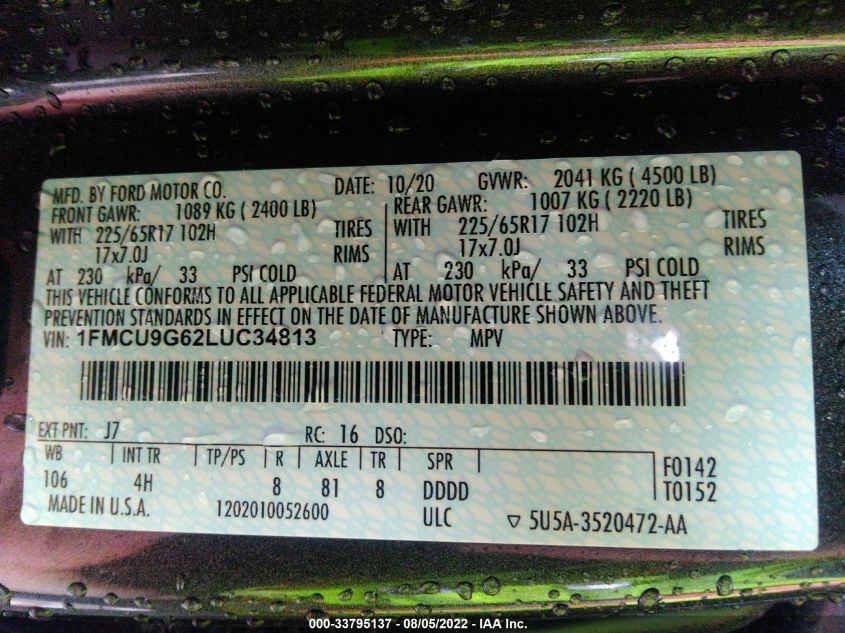 MFD. BY FORD MOTOR CO. DATE: 10/20 GVWR: 2041 KG ( 4500 LB)
FRONT GAWR: 1089 KG ( 2400 LB) REAR GAWR: 1007 KG ( 2220 LB)
WITH 225/65R17 102H TIRES WITH 225/65R17 102H TIRES
17x7.0J RIMS 17x7.0J RIMS
AT 230 kPa/ 33 PSI COLD AT 230 kPa/ 33 PSI COLD
THIS VEHICLE CONFORMS TO ALL APPLICABLE FEDERAL MOTOR VEHICLE SAFETY AND THEFT
PREVENTION STANDARDS IN EFFECT ON THE DATE OF MANUFACTURE SHOWN ABOVE.
VIN: 1FMCU9G62LUC34813 TYPE: MPV
EXT PNT: J7 RC: 16 DSO:
WB INT TR TP/PS R AXLE TR SPR F0142
106 4H 8 81 8 DDDD T0152
MADE IN U.S.A. 1202010052600 ULC ▽ 5U5A-3520472-AA
000-33795137 - 08/05/2022 - IAA Inc.